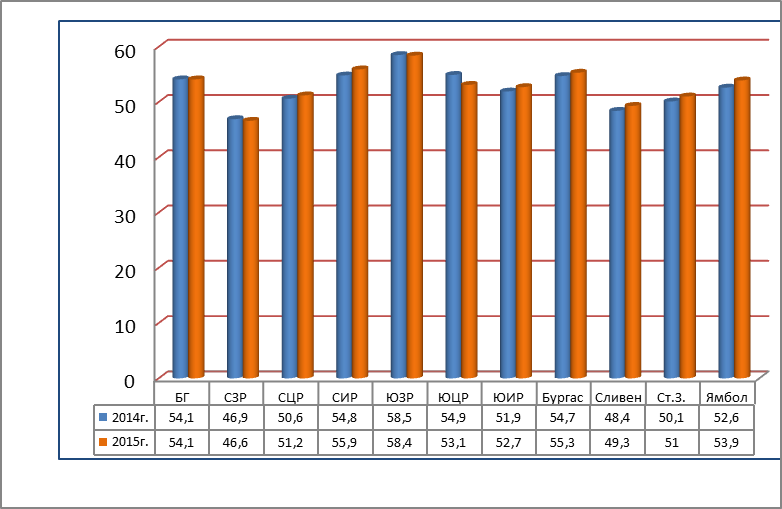 60
50
40
30
20
10
0
БГ СЗР СЦР СИР ЮЗР ЮЦР ЮИР Бургас Сливен Ст.З. Ямбол
2014г. 54,1 46,9 50,6 54,8 58,5 54,9 51,9 54,7 48,4 50,1 52,6
2015г. 54,1 46,6 51,2 55,9 58,4 53,1 52,7 55,3 49,3 51 53,9